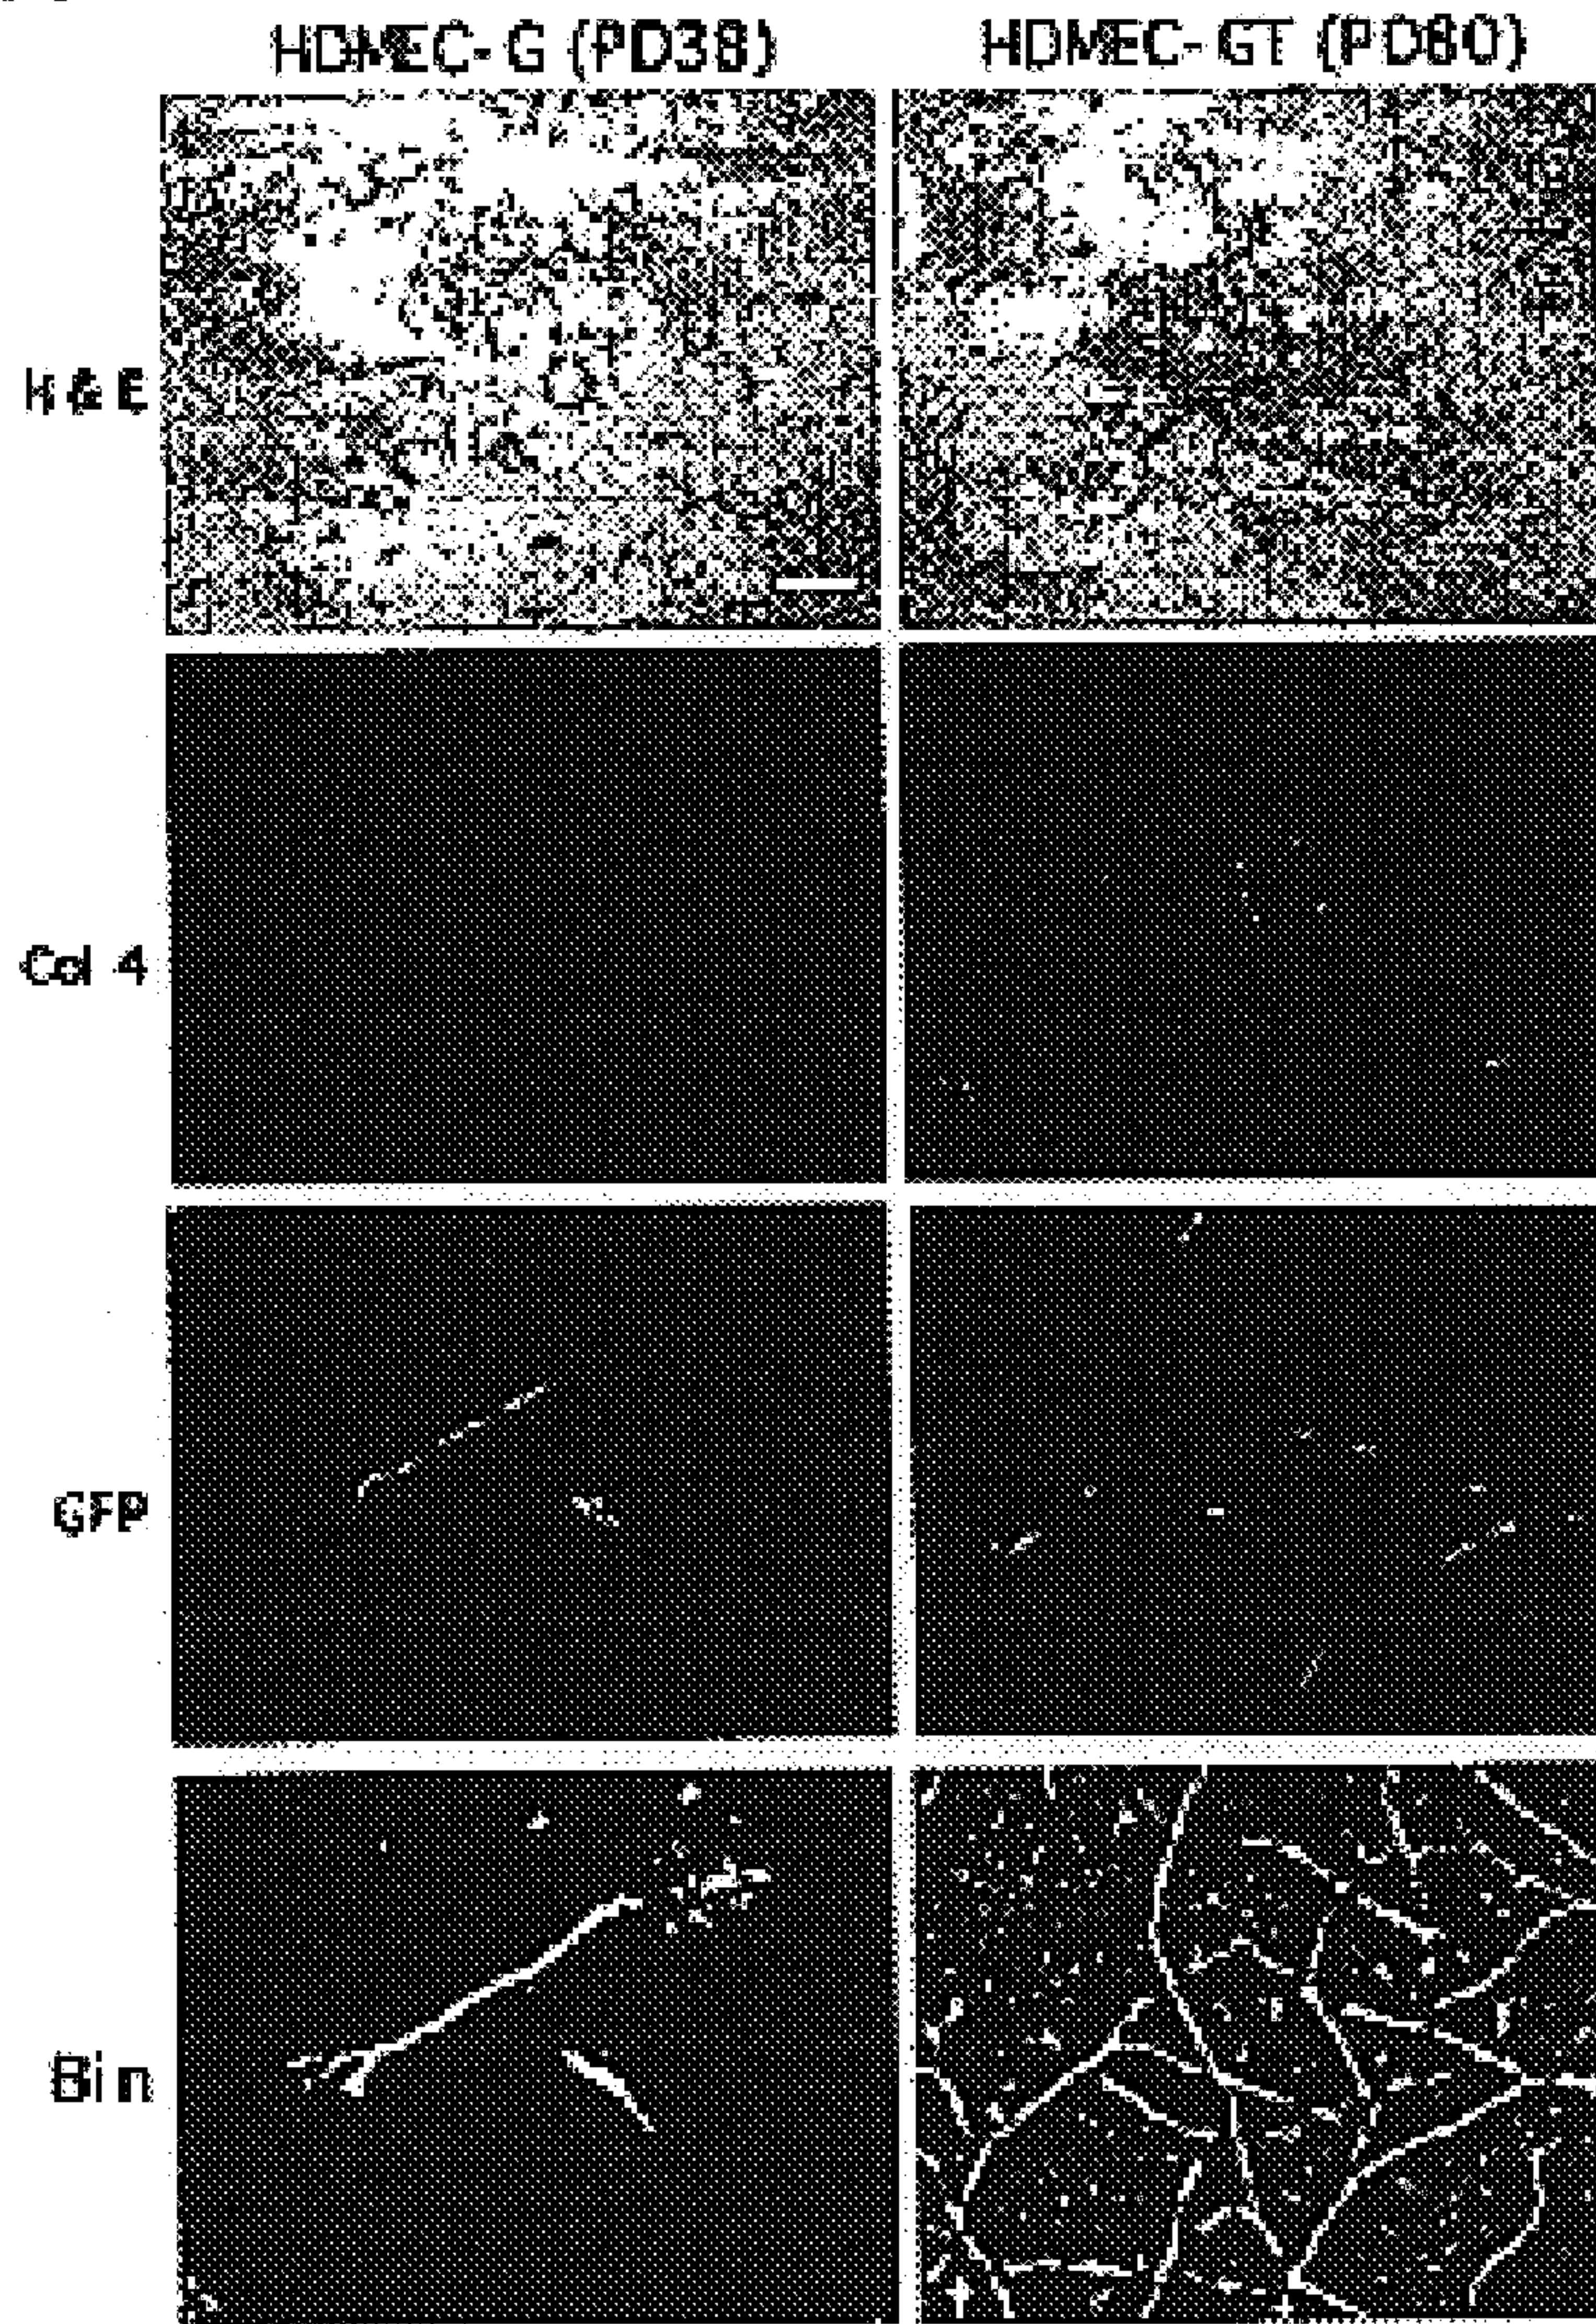 HDMEC-G (PD38) HDMEC-GT (PD80)
H&E
Col 4
GFP
Bin